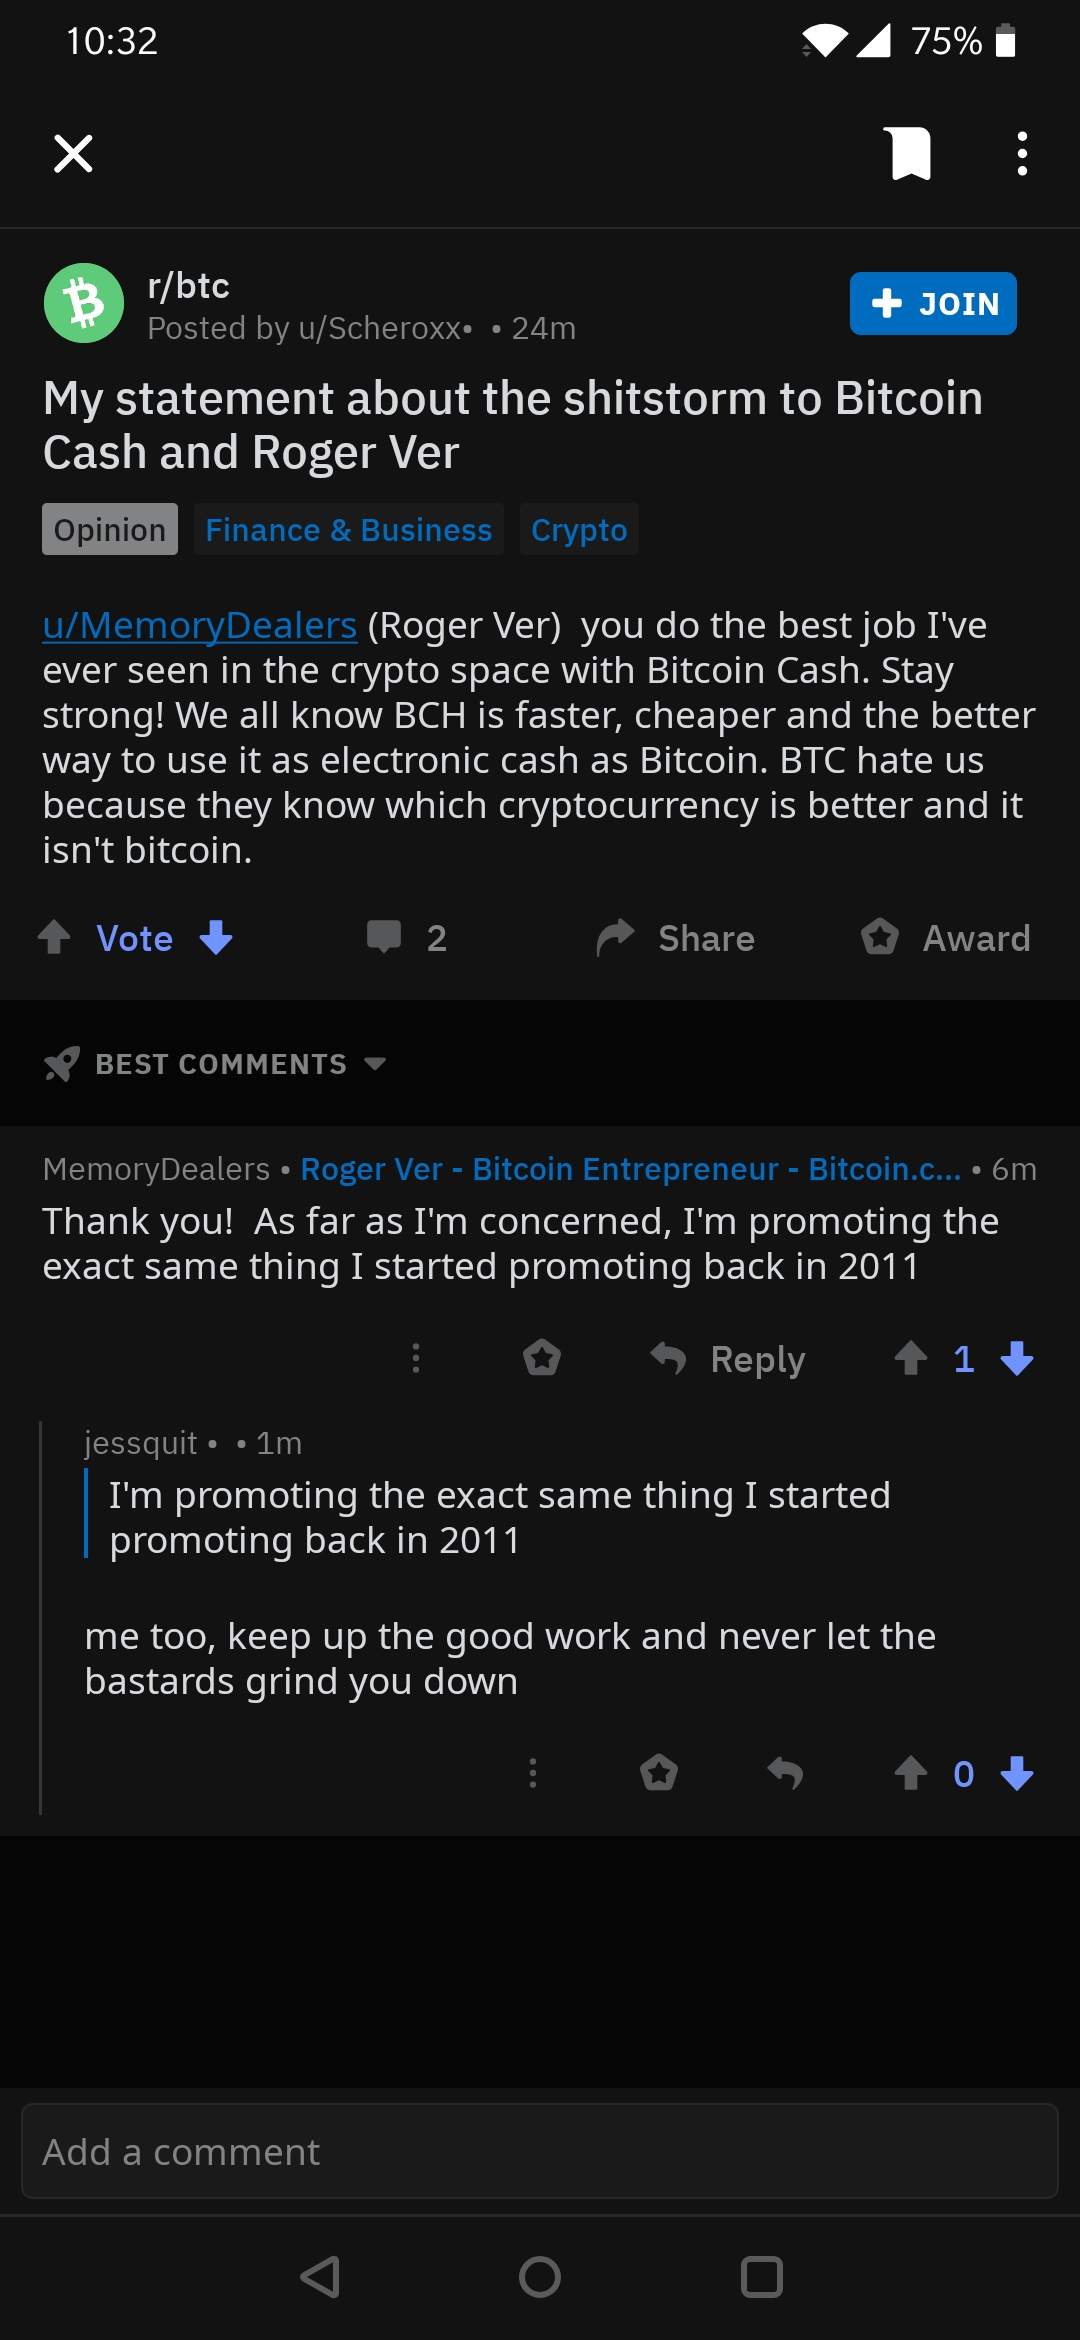 10:32 75%
r/btc
Posted by u/Scheroxx• • 24m
JOIN
My statement about the shitstorm to Bitcoin
Cash and Roger Ver
Opinion Finance & Business Crypto
u/MemoryDealers (Roger Ver)  you do the best job I've
ever seen in the crypto space with Bitcoin Cash. Stay
strong! We all know BCH is faster, cheaper and the better
way to use it as electronic cash as Bitcoin. BTC hate us
because they know which cryptocurrency is better and it
isn't bitcoin.
Vote 2 Share Award
BEST COMMENTS
MemoryDealers • Roger Ver - Bitcoin Entrepreneur - Bitcoin.c... • 6m
Thank you!  As far as I'm concerned, I'm promoting the
exact same thing I started promoting back in 2011
Reply 1
jessquit • • 1m
I'm promoting the exact same thing I started
promoting back in 2011
me too, keep up the good work and never let the
bastards grind you down
0
Add a comment